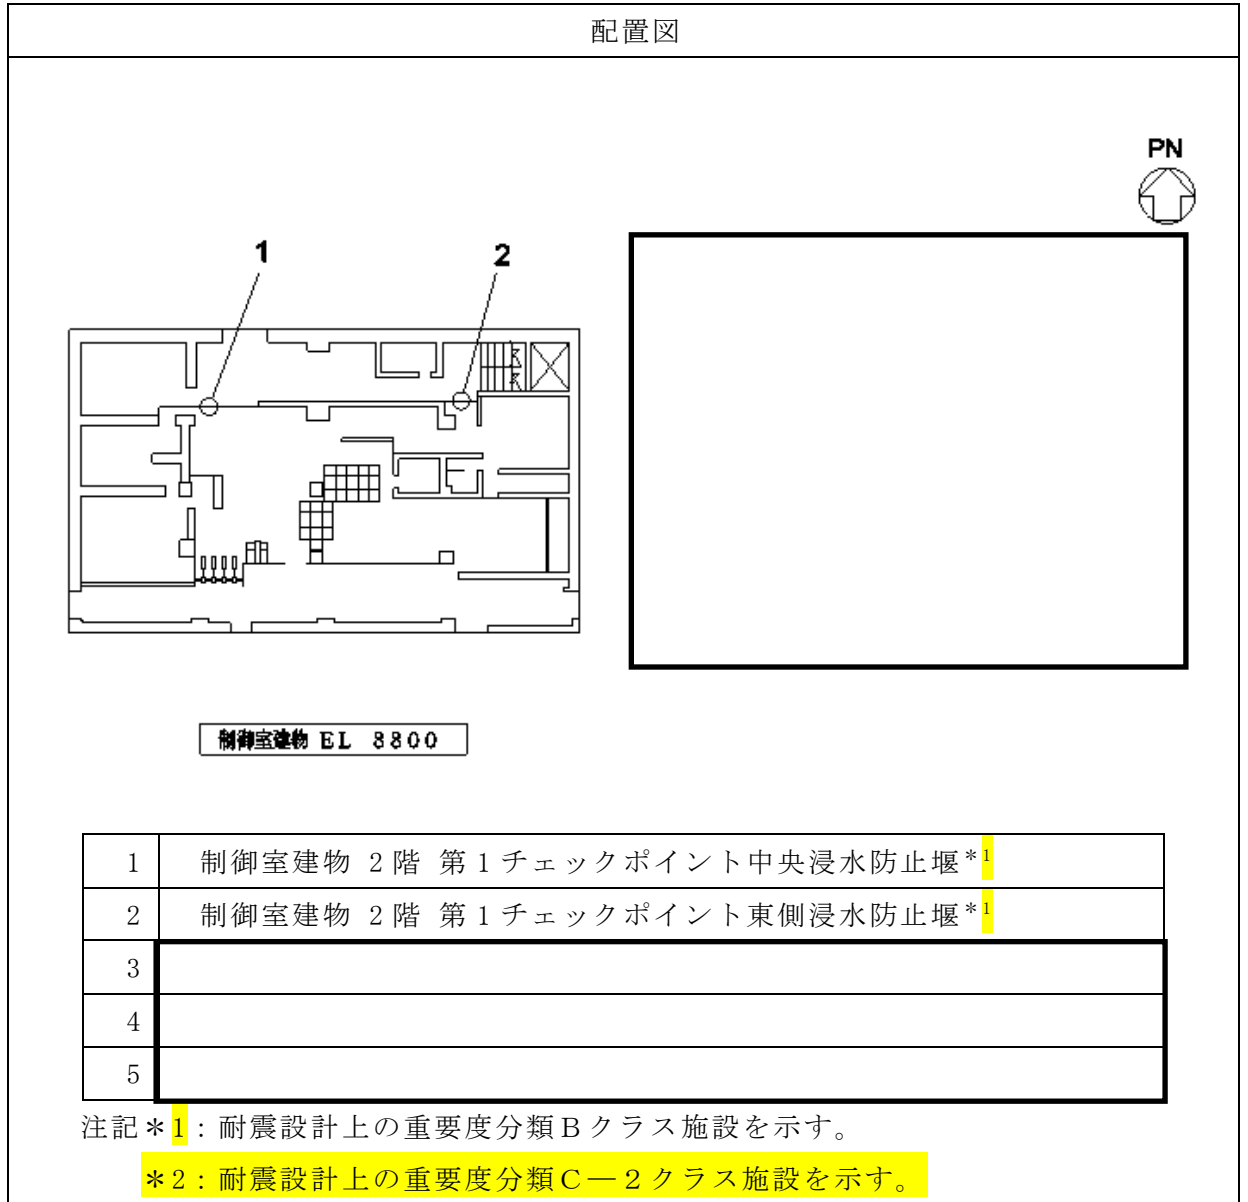 配置図
PN
1
2
制御室建物 EL 8800
1 制御室建物 2階 第1チェックポイント中央浸水防止堰*1
2 制御室建物 2階 第1チェックポイント東側浸水防止堰*1
3
4
5
注記*1:耐震設計上の重要度分類Bクラス施設を示す。
*2:耐震設計上の重要度分類C-2クラス施設を示す。